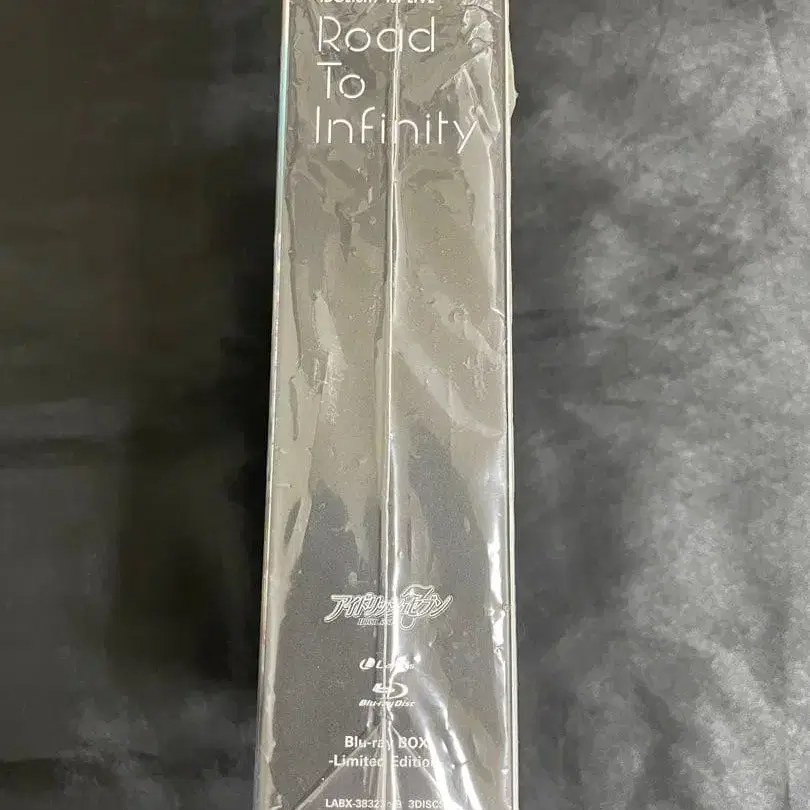 Road
To
Infinity
アイドリッシュセブン
Blu-ray Disc
Blu-ray BOX
-Limited Edition-
3DISCS